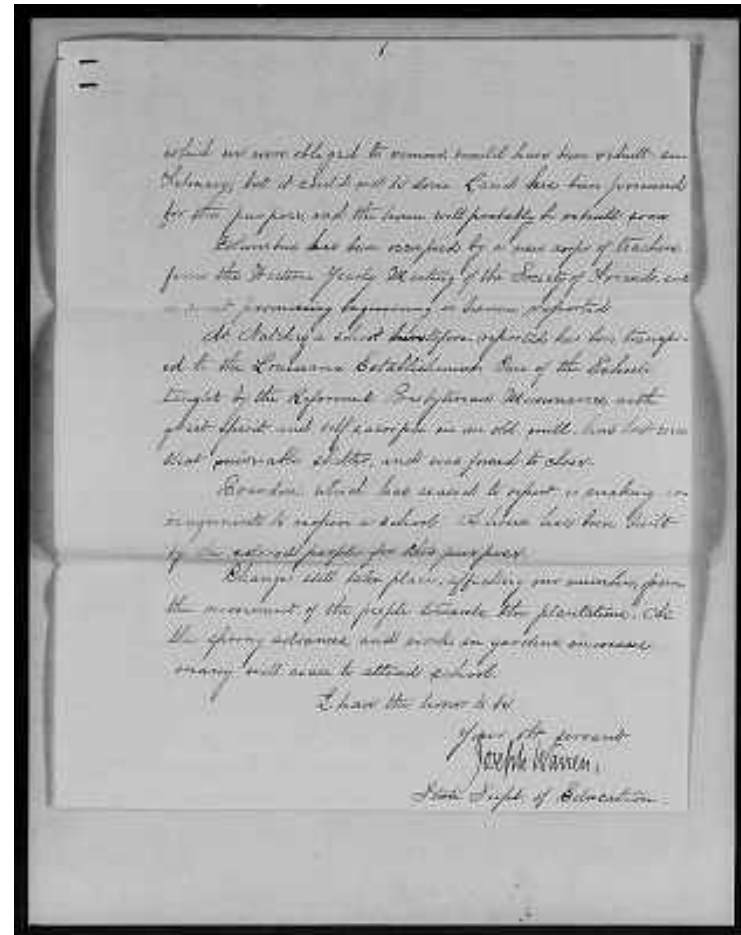 which we were obliged to remove, would have been rebuilt in
February, but it could not be done. Land has been procured
for this purpose, and the house will probably be rebuilt soon
Columbus has been occupied by a new corps of teachers
from the Western Yearly Meeting of the Society of Friends, and
a most promising beginning is reported
At Natchez a school heretofore reported has been transfer-
ed to the Louisiana Establishment. One of the Schools
taught by the Reformed Presbyterian Missionaries, with
great spirit and self sacrifice in an old mill has lost even
that miserable shelter, and was forced to close.
Brandon which has ceased to report is making ar-
rangements to reopen a school. A house has been built
by the colored people for this purpose.
Changes will take place, affecting our numbers, from
the movement of the people towards the plantations. As
the spring advances and work in gardens increases
many will cease to attend school.
I have the honor to be
Your obt servant
Joseph Warren,
State Supt. of Education.